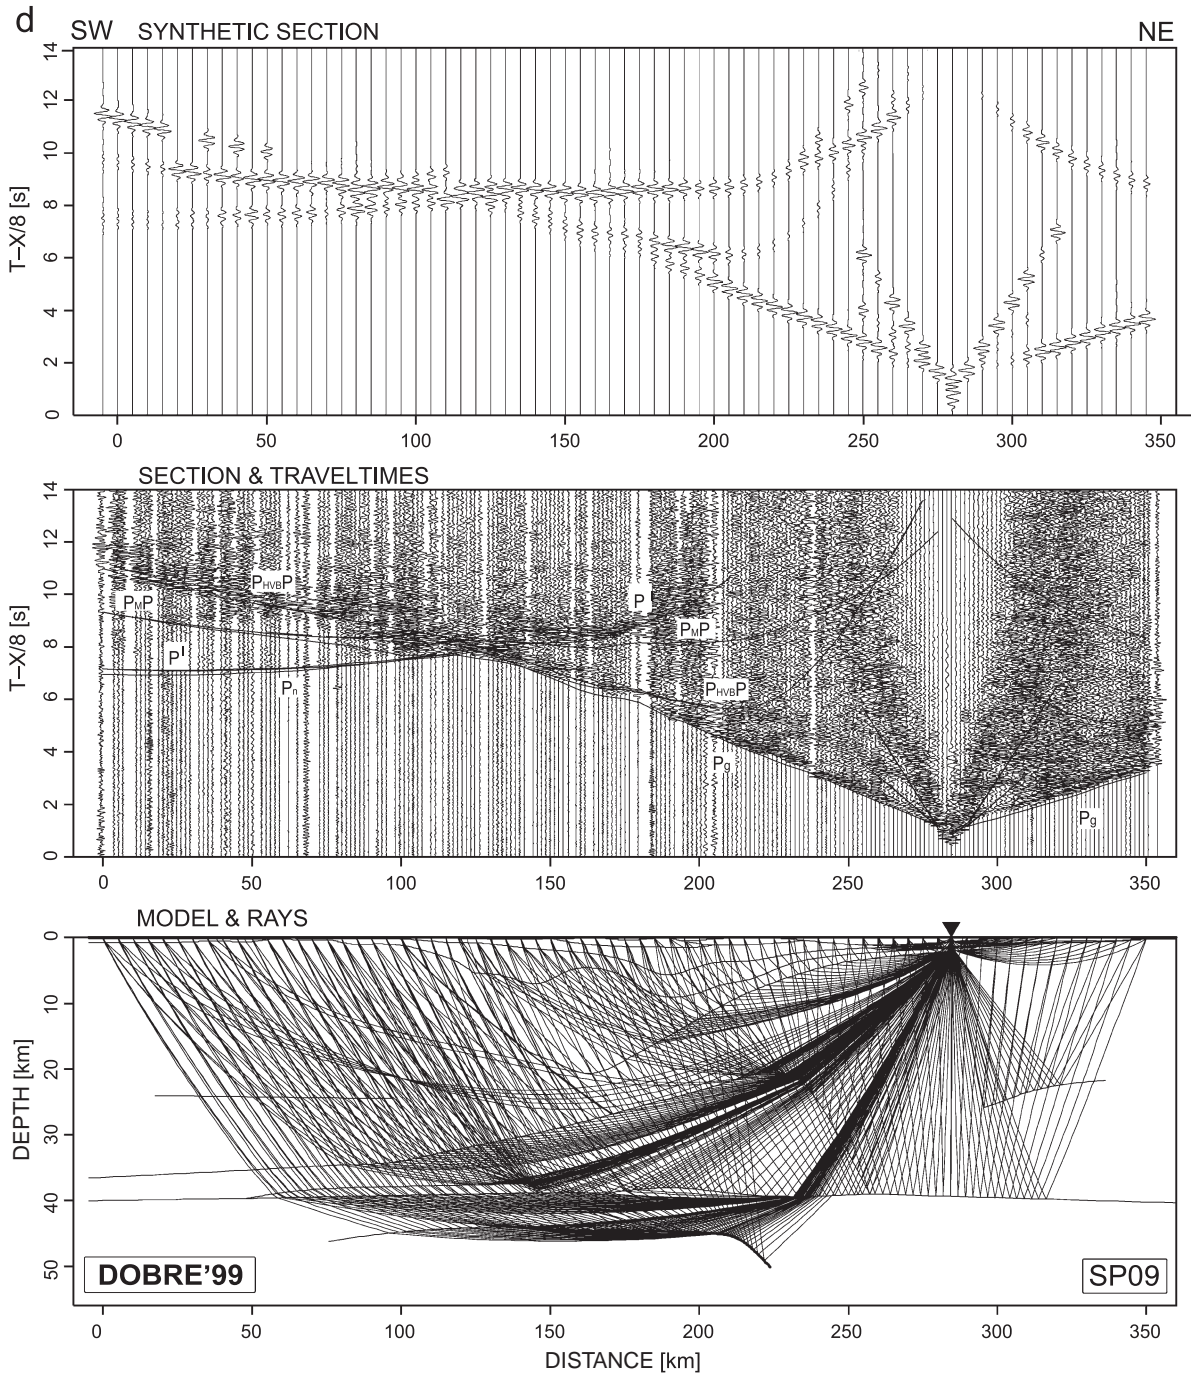 d
SW SYNTHETIC SECTION NE
14
12
10
8
6
4
2
0
T–X/8 [s]
0 50 100 150 200 250 300 350
SECTION & TRAVELTIMES
14
12
10
8
6
4
2
0
T–X/8 [s]
PHVBP
PMP
P
PMP
PI
Pn
PHVBP
Pg
Pg
0 50 100 150 200 250 300 350
MODEL & RAYS
0
10
20
30
40
50
DEPTH [km]
DOBRE’99 SP09
0 50 100 150 200 250 300 350
DISTANCE [km]